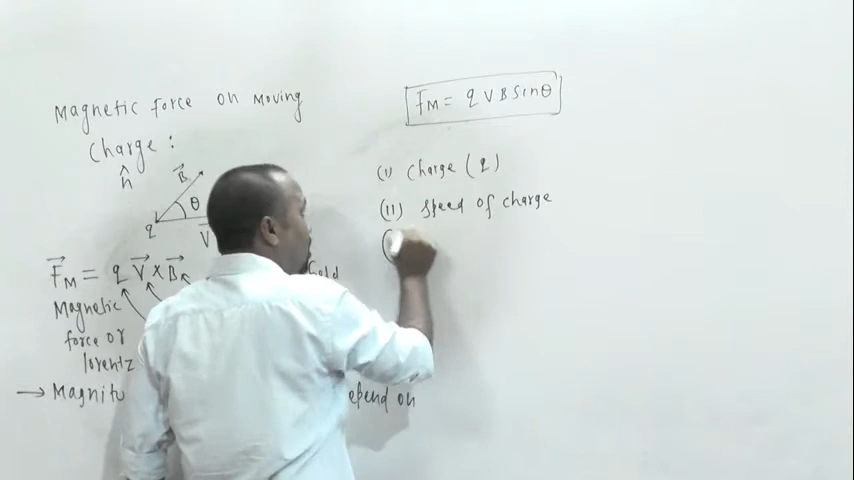 Magnetic Force on Moving
Charge :
n̂
B⃗
θ
q
V⃗
F⃗M = q V⃗ × B⃗
Magnetic
force or
lorentz
→ Magnitu
epend on
FM = q V B Sinθ
(i) Charge (q)
(ii) Speed of charge
(